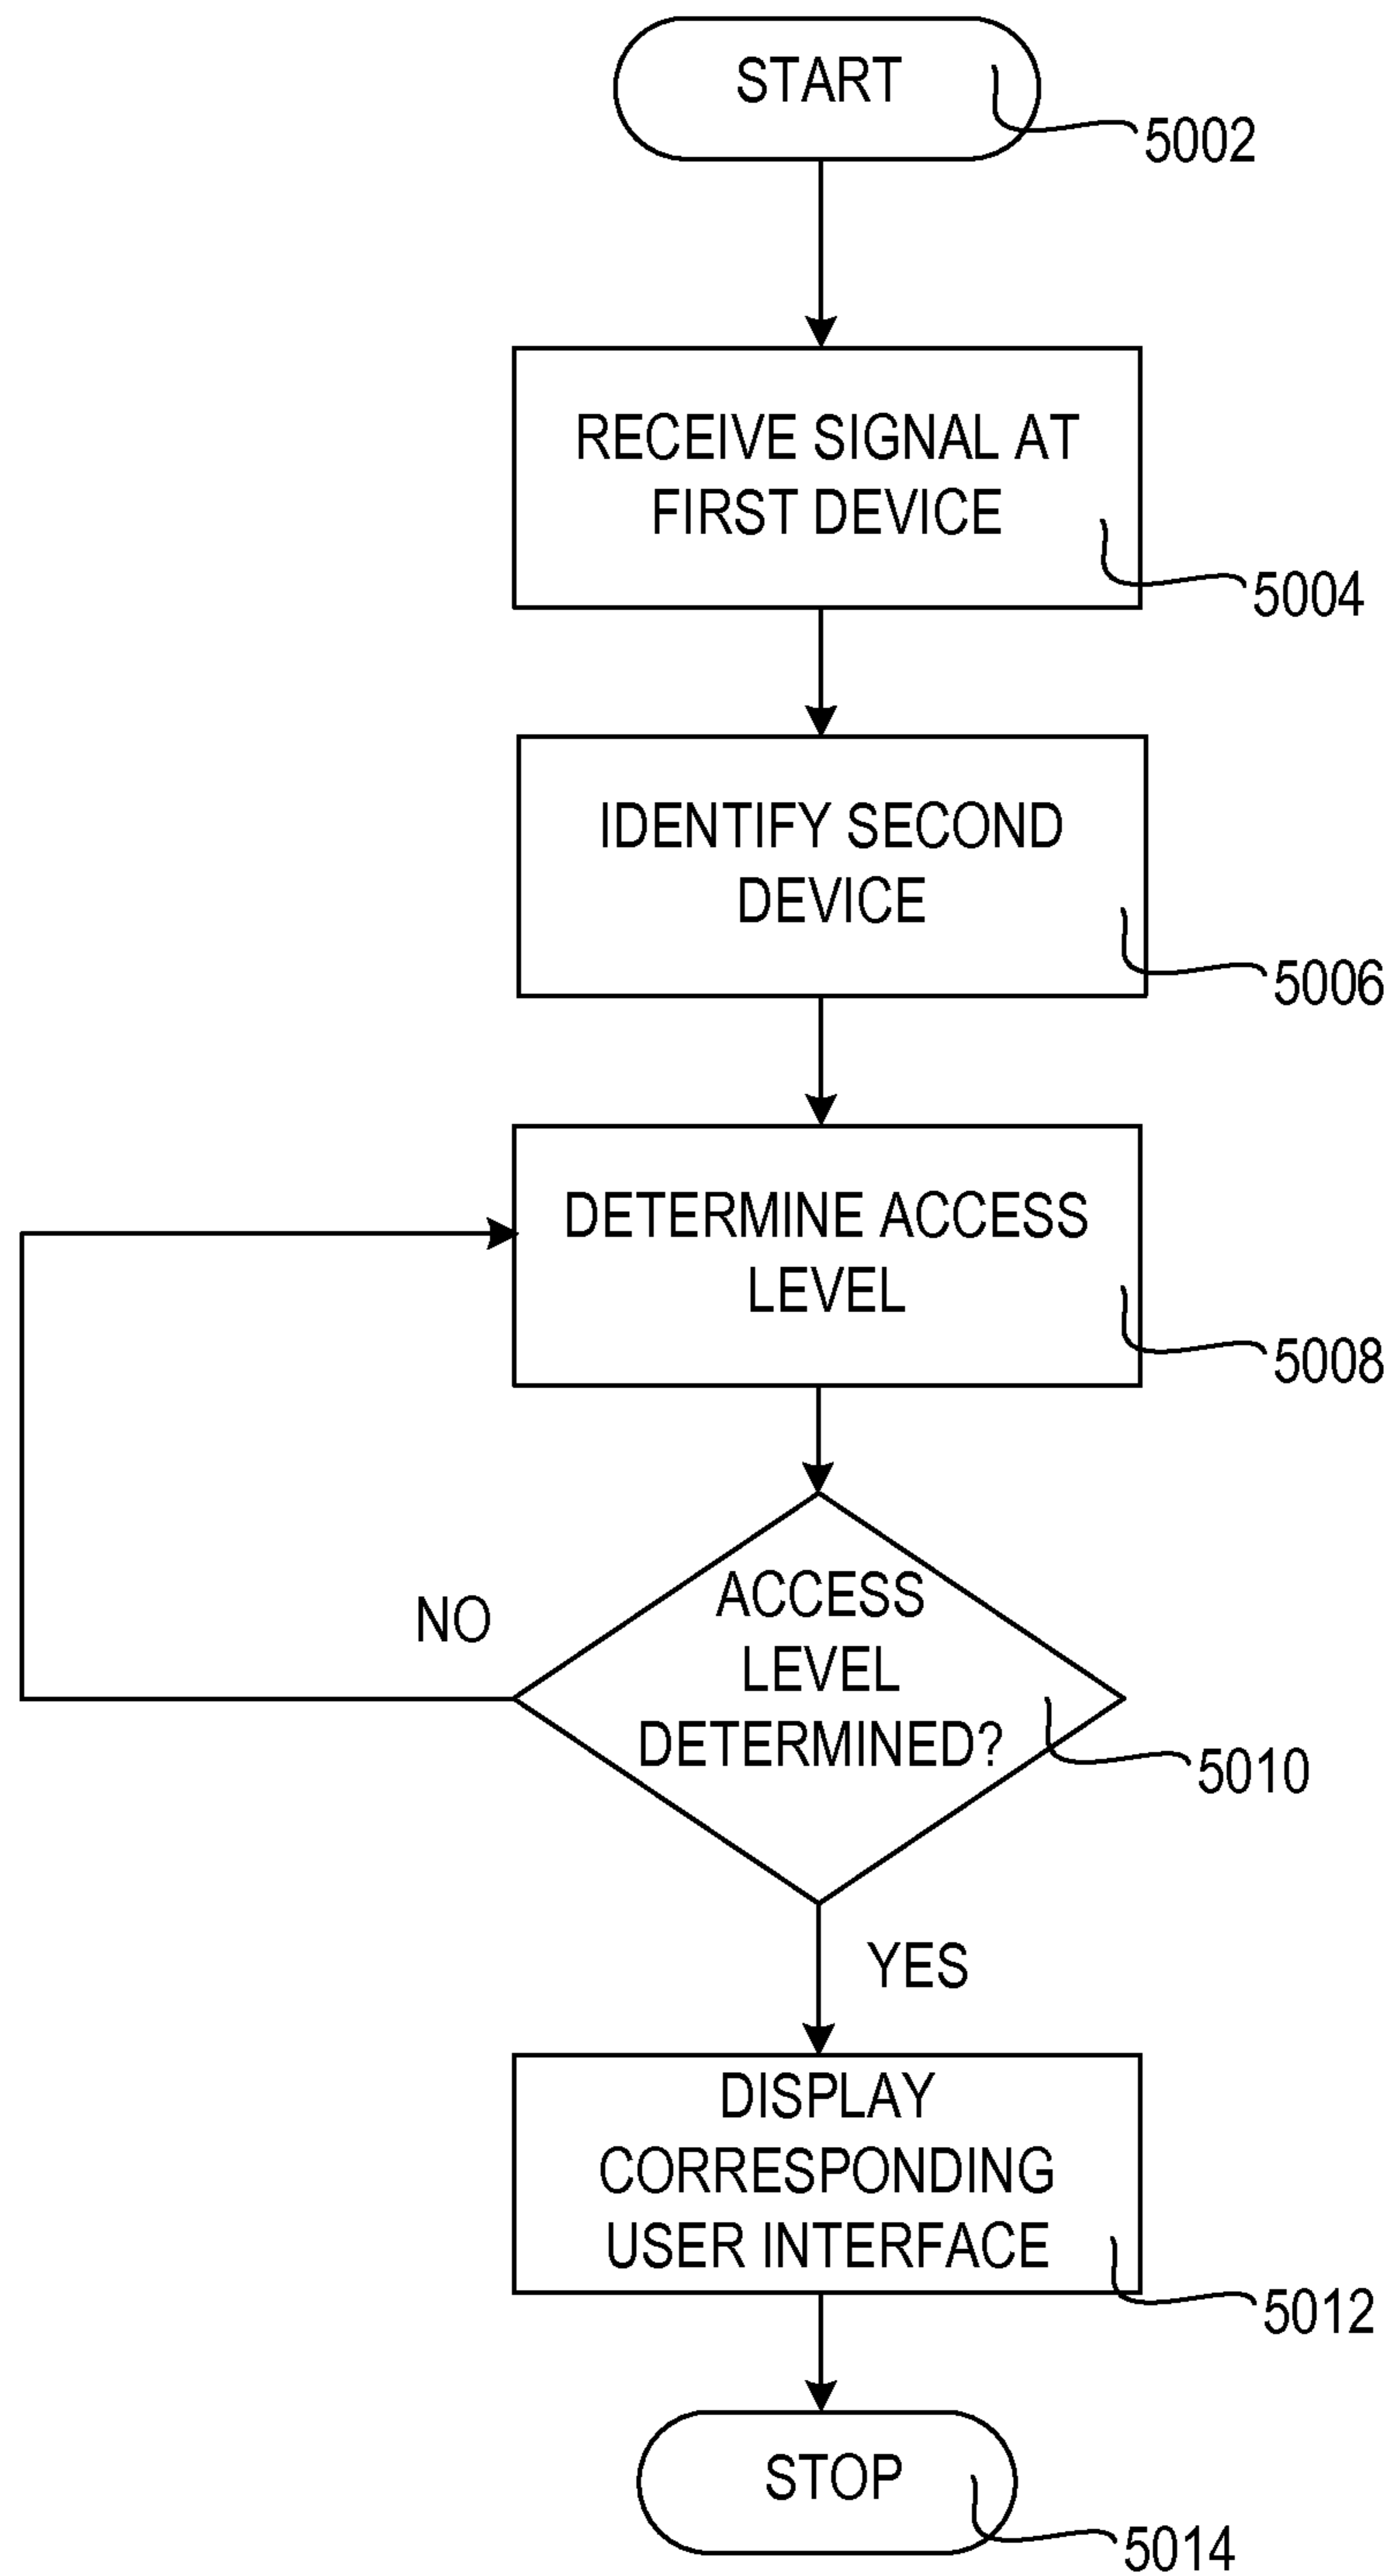 START
5002
RECEIVE SIGNAL AT
FIRST DEVICE
5004
IDENTIFY SECOND
DEVICE
5006
DETERMINE ACCESS
LEVEL
5008
ACCESS
LEVEL
DETERMINED?
NO
5010
YES
DISPLAY
CORRESPONDING
USER INTERFACE
5012
STOP
5014